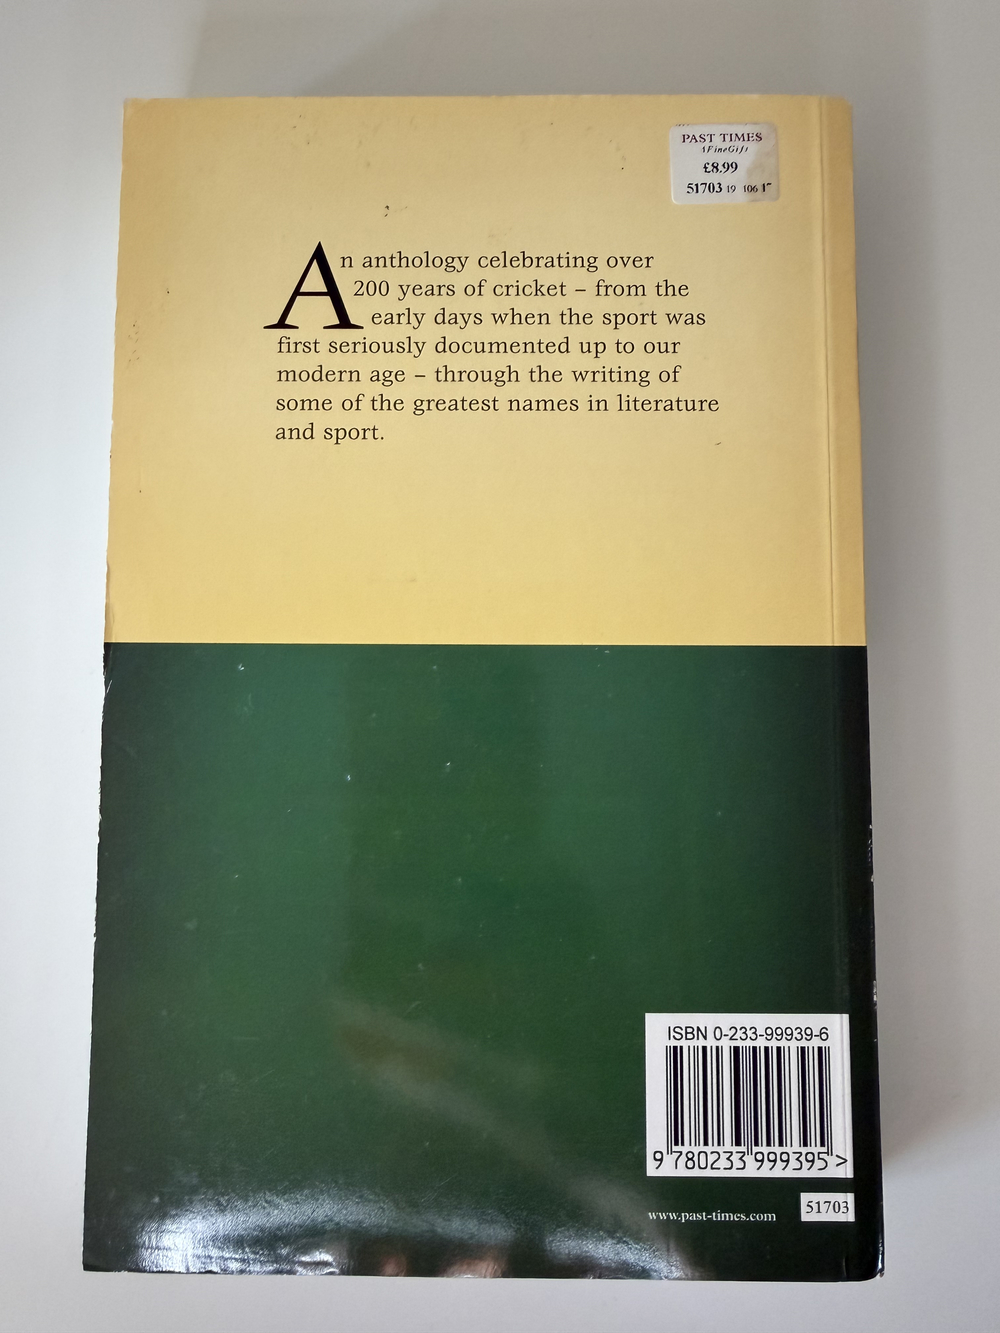 PAST TIMES
£8.99
51703 19 106
An anthology celebrating over
200 years of cricket – from the
early days when the sport was
first seriously documented up to our
modern age – through the writing of
some of the greatest names in literature
and sport.
ISBN 0-233-99939-6
9 780233 999395 >
www.past-times.com
51703